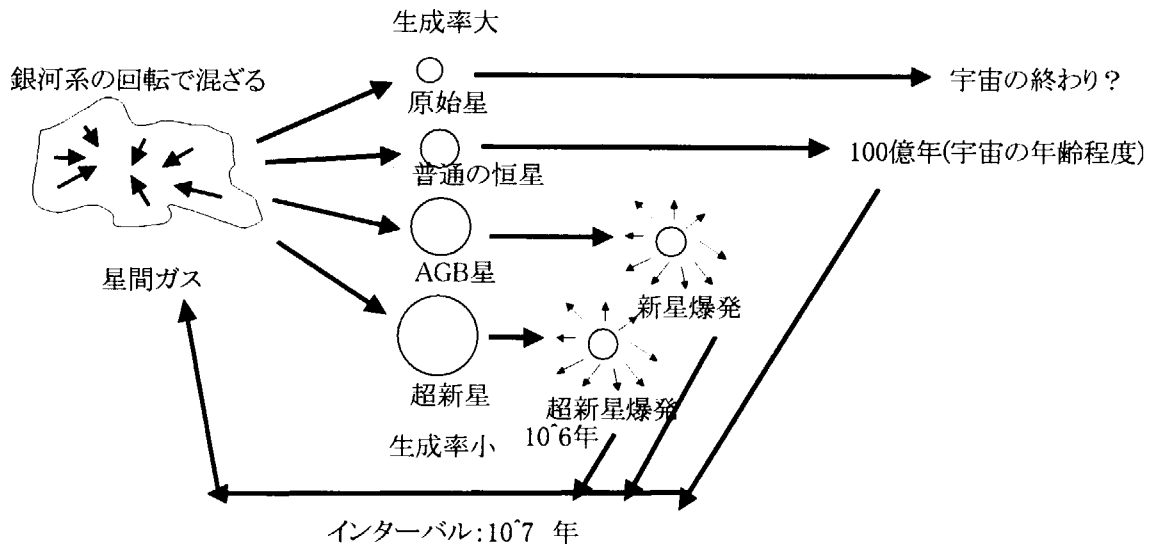 生成率大
銀河系の回転で混ざる
原始星
宇宙の終わり？
普通の恒星
100億年(宇宙の年齢程度)
星間ガス
AGB星
新星爆発
超新星
超新星爆発
生成率小
10^6年
インターバル：10^7 年